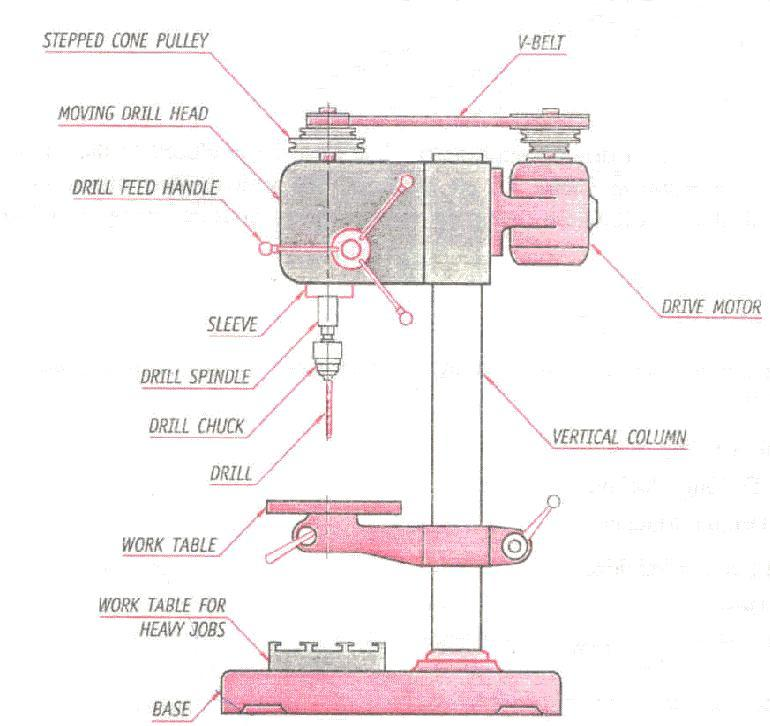 STEPPED CONE PULLEY
V-BELT
MOVING DRILL HEAD
DRILL FEED HANDLE
DRIVE MOTOR
SLEEVE
DRILL SPINDLE
DRILL CHUCK
VERTICAL COLUMN
DRILL
WORK TABLE
WORK TABLE FOR
HEAVY JOBS
BASE